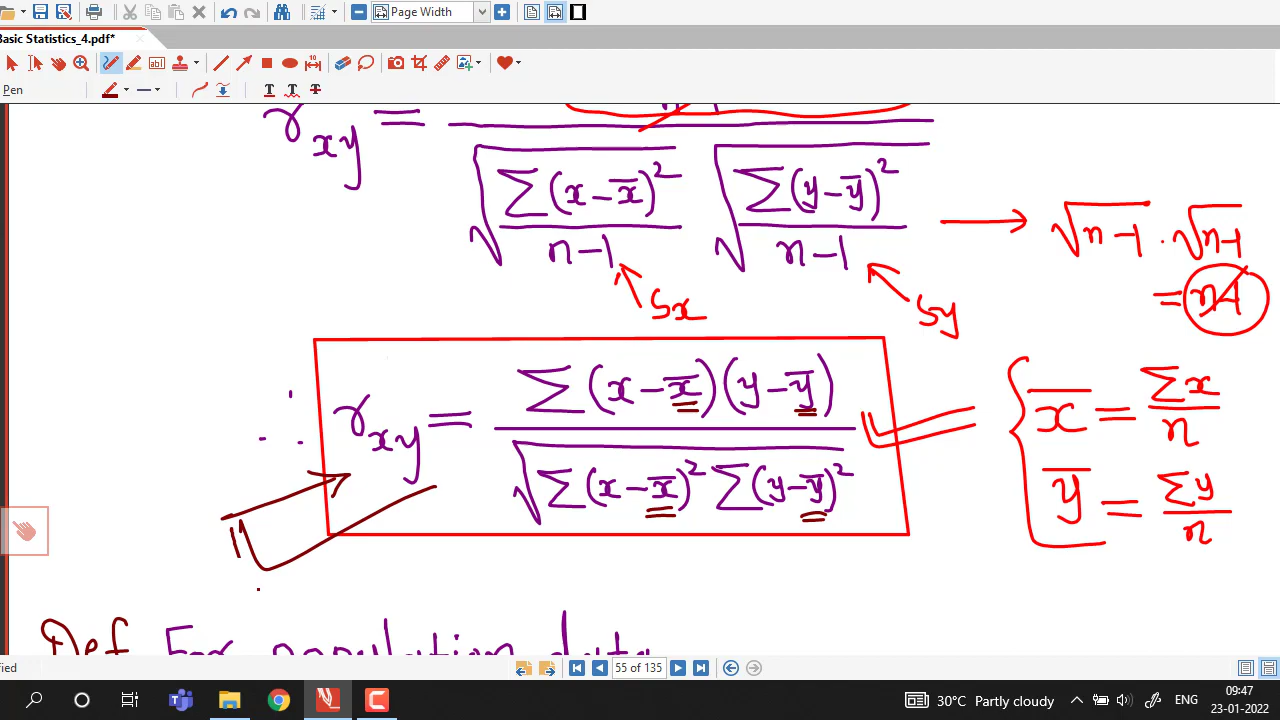 Page Width
Basic Statistics_4.pdf*
Pen
r_xy =
√(Σ(x−x̅)²/(n−1)) √(Σ(y−y̅)²/(n−1)) → √n−1 · √n−1
= n−1
Sx
Sy
∴ r_xy = Σ(x−x̅)(y−y̅) / √(Σ(x−x̅)² Σ(y−y̅)²)
x̅ = Σx/n
y̅ = Σy/n
Def For population data
fied
55 of 135
30°C Partly cloudy
ENG
09:47
23-01-2022